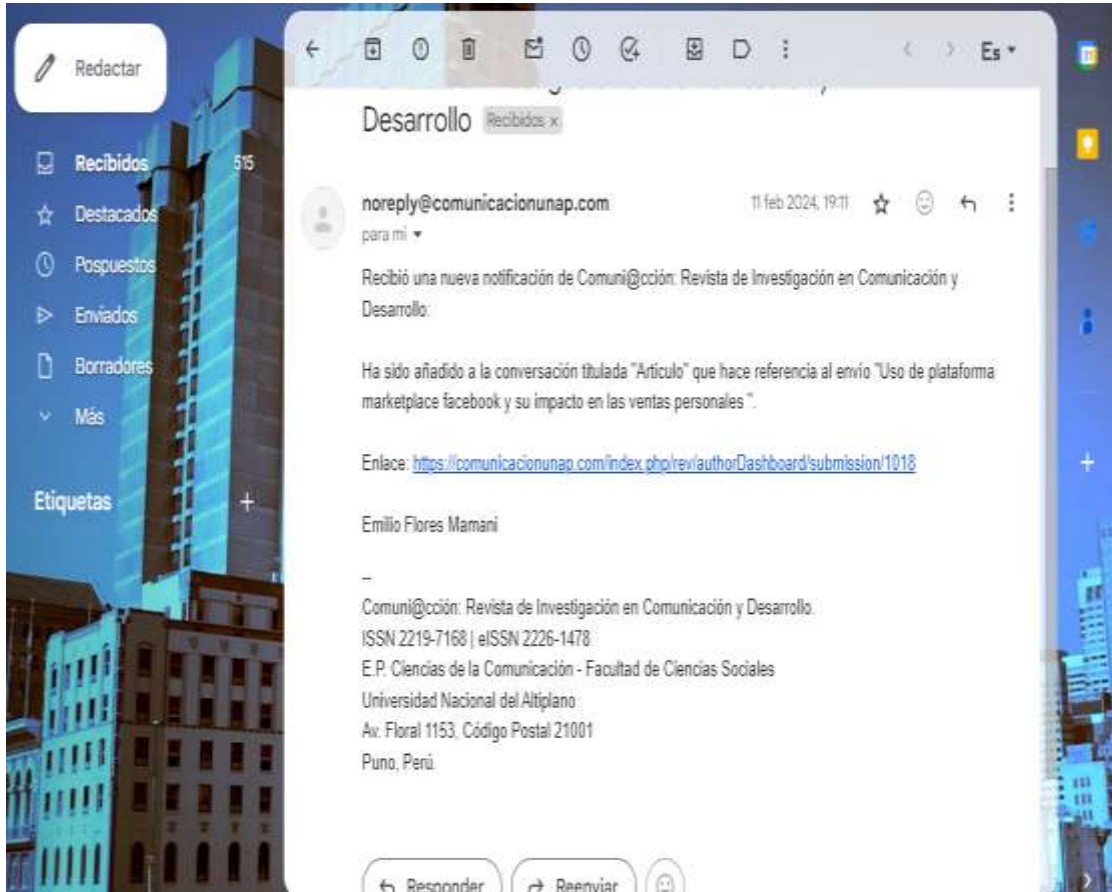 Redactar
Es
Desarrollo Recibidos x
Recibidos 515
Destacados
Pospuestos
Enviados
Borradores
Más
Etiquetas
noreply@comunicacionunap.com 11 feb 2024, 19:11
para mí
Recibió una nueva notificación de Comuni@cción: Revista de Investigación en Comunicación y
Desarrollo:
Ha sido añadido a la conversación titulada "Articulo" que hace referencia al envío "Uso de plataforma
marketplace facebook y su impacto en las ventas personales ".
Enlace: https://comunicacionunap.com/index.php/rev/authorDashboard/submission/1018
Emilio Flores Mamani
--
Comuni@cción: Revista de Investigación en Comunicación y Desarrollo.
ISSN 2219-7168 | eISSN 2226-1478
E.P. Ciencias de la Comunicación - Facultad de Ciencias Sociales
Universidad Nacional del Altiplano
Av. Floral 1153, Código Postal 21001
Puno, Perú.
Responder Reenviar